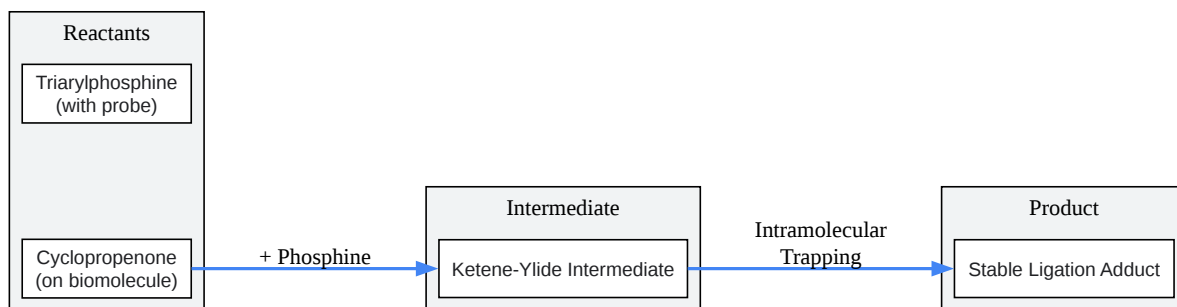 Reactants
Triarylphosphine
(with probe)
Cyclopropenone
(on biomolecule)
+ Phosphine
Intermediate
Ketene-Ylide Intermediate
Intramolecular
Trapping
Product
Stable Ligation Adduct